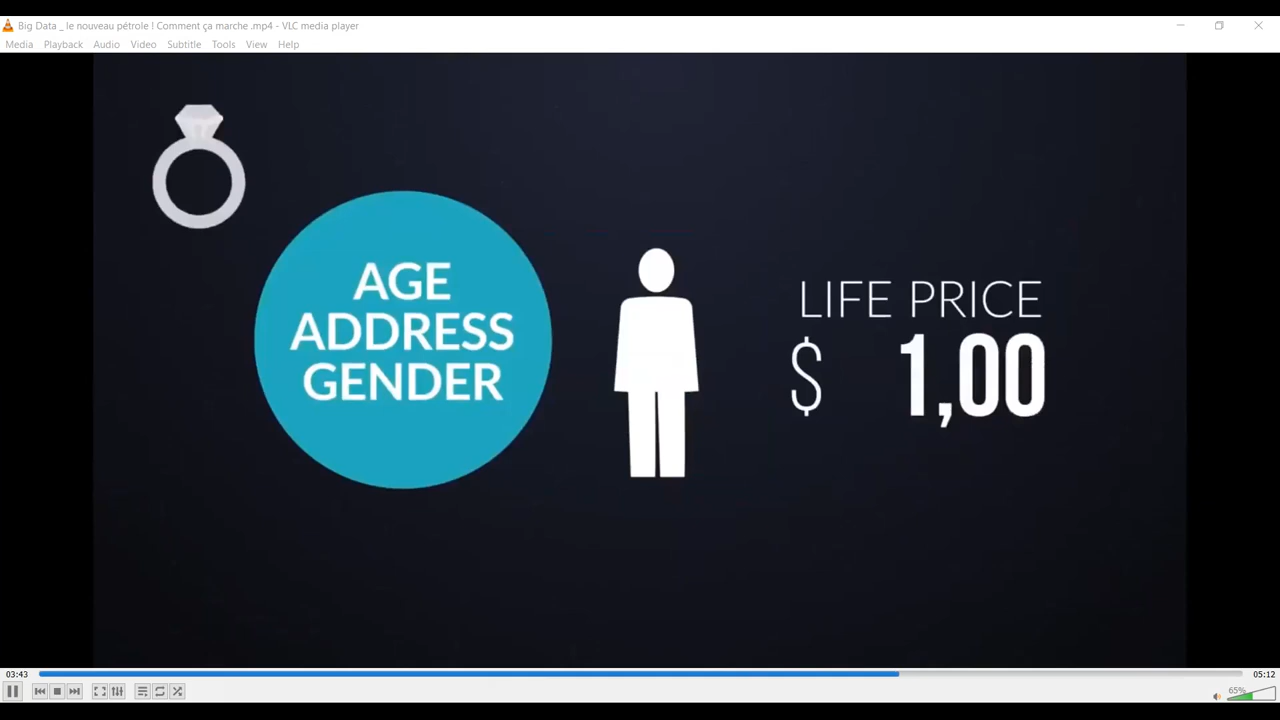 Big Data _ le nouveau pétrole ! Comment ça marche .mp4 - VLC media player
Media Playback Audio Video Subtitle Tools View Help
AGE
ADDRESS
GENDER
LIFE PRICE
$ 1,00
03:43
05:12
65%